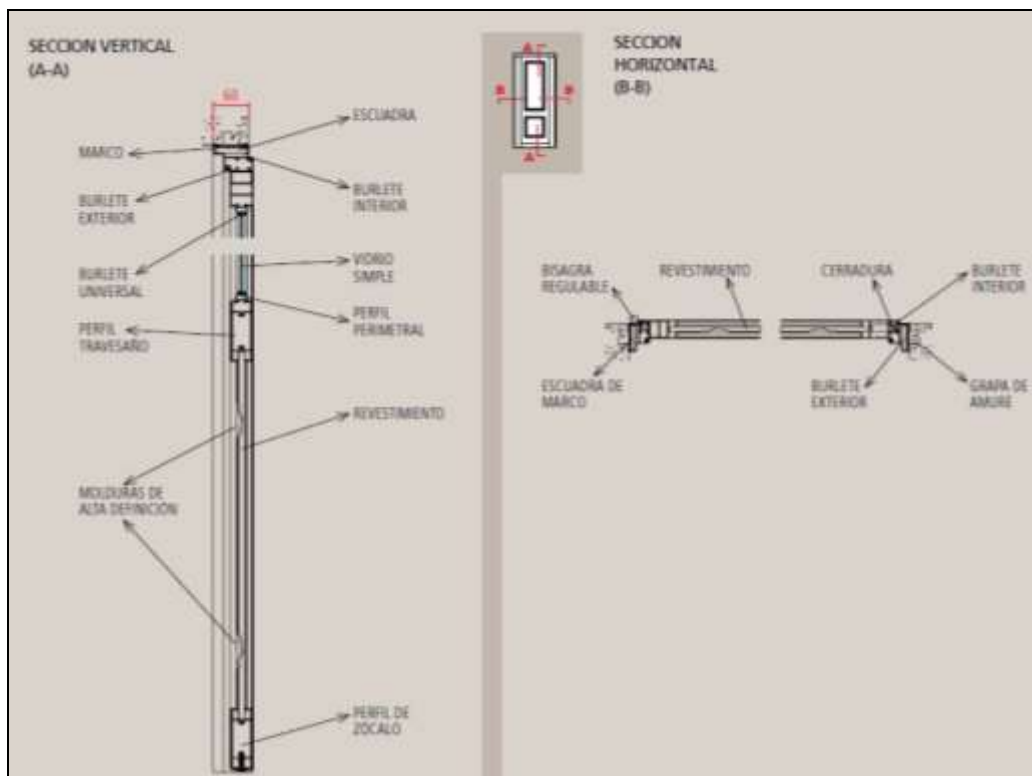 SECCION VERTICAL
(A-A)
60
ESCUADRA
MARCO
BURLETE
EXTERIOR
BURLETE
INTERIOR
BURLETE
UNIVERSAL
VIDRIO
SIMPLE
PERFIL
TRAVESAÑO
PERFIL
PERIMETRAL
REVESTIMIENTO
MOLDURAS DE
ALTA DEFINICIÓN
PERFIL DE
ZOCALO
A
B
B
A
SECCION
HORIZONTAL
(B-B)
BISAGRA
REGULABLE
REVESTIMIENTO
CERRADURA
BURLETE
INTERIOR
ESCUADRA DE
MARCO
BURLETE
EXTERIOR
GRAPA DE
AMURE